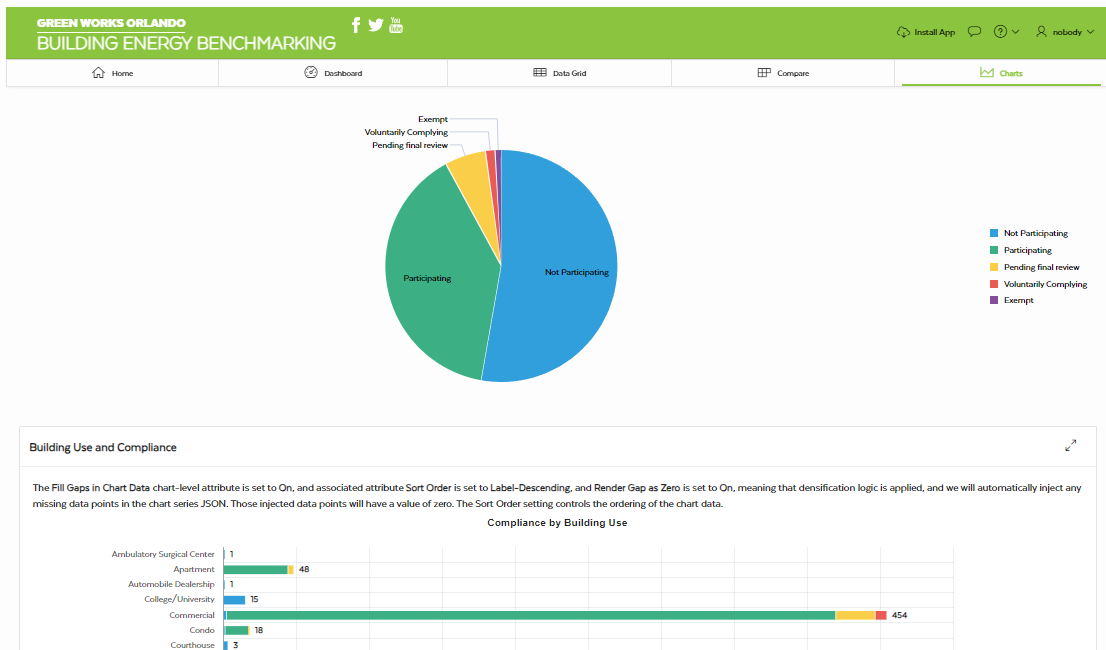 GREEN WORKS ORLANDO
BUILDING ENERGY BENCHMARKING
You
Tube
Install App
nobody
Home
Dashboard
Data Grid
Compare
Charts
Exempt
Voluntarily Complying
Pending final review
Participating
Not Participating
Not Participating
Participating
Pending final review
Voluntarily Complying
Exempt
Building Use and Compliance
The Fill Gaps in Chart Data chart-level attribute is set to On, and associated attribute Sort Order is set to Label-Descending, and Render Gap as Zero is set to On, meaning that densification logic is applied, and we will automatically inject any
missing data points in the chart series JSON. Those injected data points will have a value of zero. The Sort Order setting controls the ordering of the chart data.
Compliance by Building Use
Ambulatory Surgical Center 1
Apartment 48
Automobile Dealership 1
College/University 15
Commercial 454
Condo 18
Courthouse 3